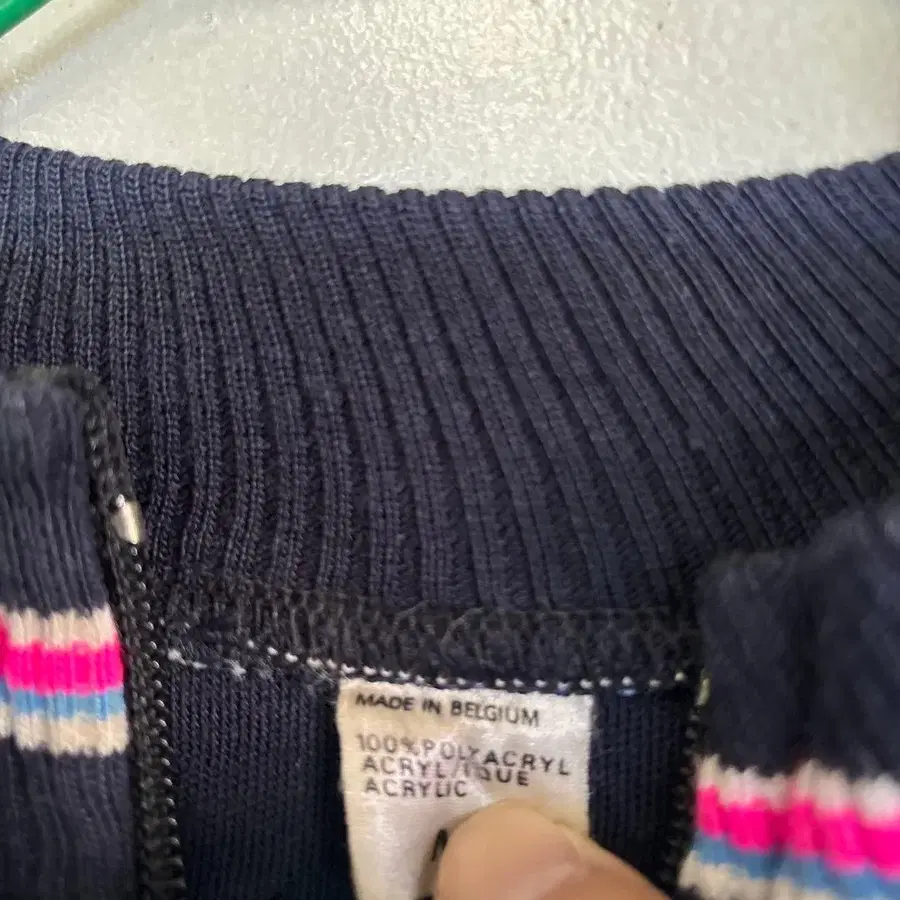 MADE IN BELGIUM
100% POLYACRYL
ACRYLIQUE
ACRYLIC